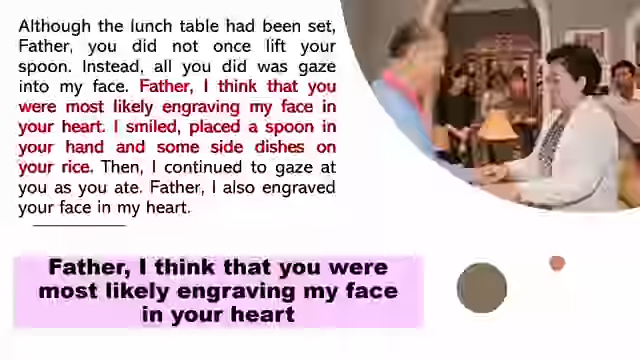 Although the lunch table had been set,
Father, you did not once lift your
spoon. Instead, all you did was gaze
into my face. Father, I think that you
were most likely engraving my face in
your heart. I smiled, placed a spoon in
your hand and some side dishes on
your rice. Then, I continued to gaze at
you as you ate. Father, I also engraved
your face in my heart.
Father, I think that you were
most likely engraving my face
in your heart